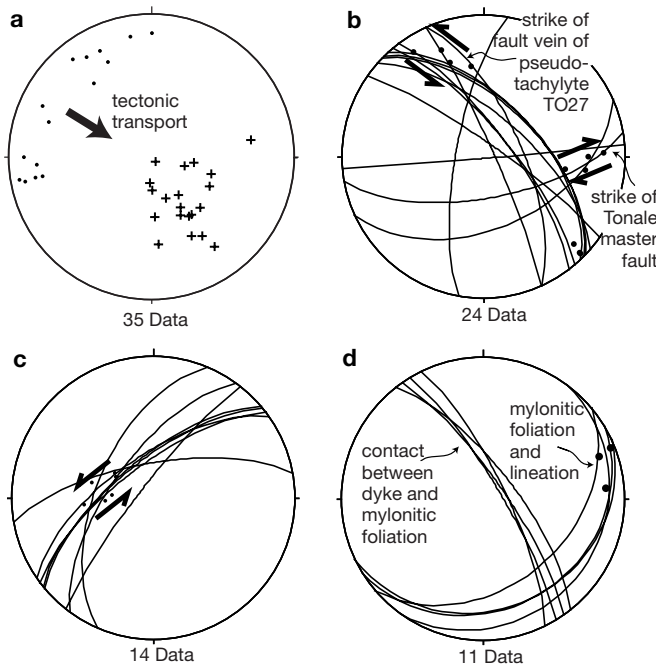 a
tectonic
transport
35 Data
b
strike of
fault vein of
pseudo-
tachylyte
TO27
strike of
Tonale
master
fault
24 Data
c
14 Data
d
mylonitic
foliation
and
lineation
contact
between
dyke and
mylonitic
foliation
11 Data